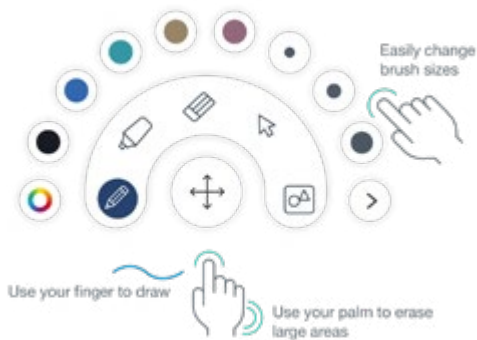 Easily change
brush sizes
Use your finger to draw
Use your palm to erase
large areas